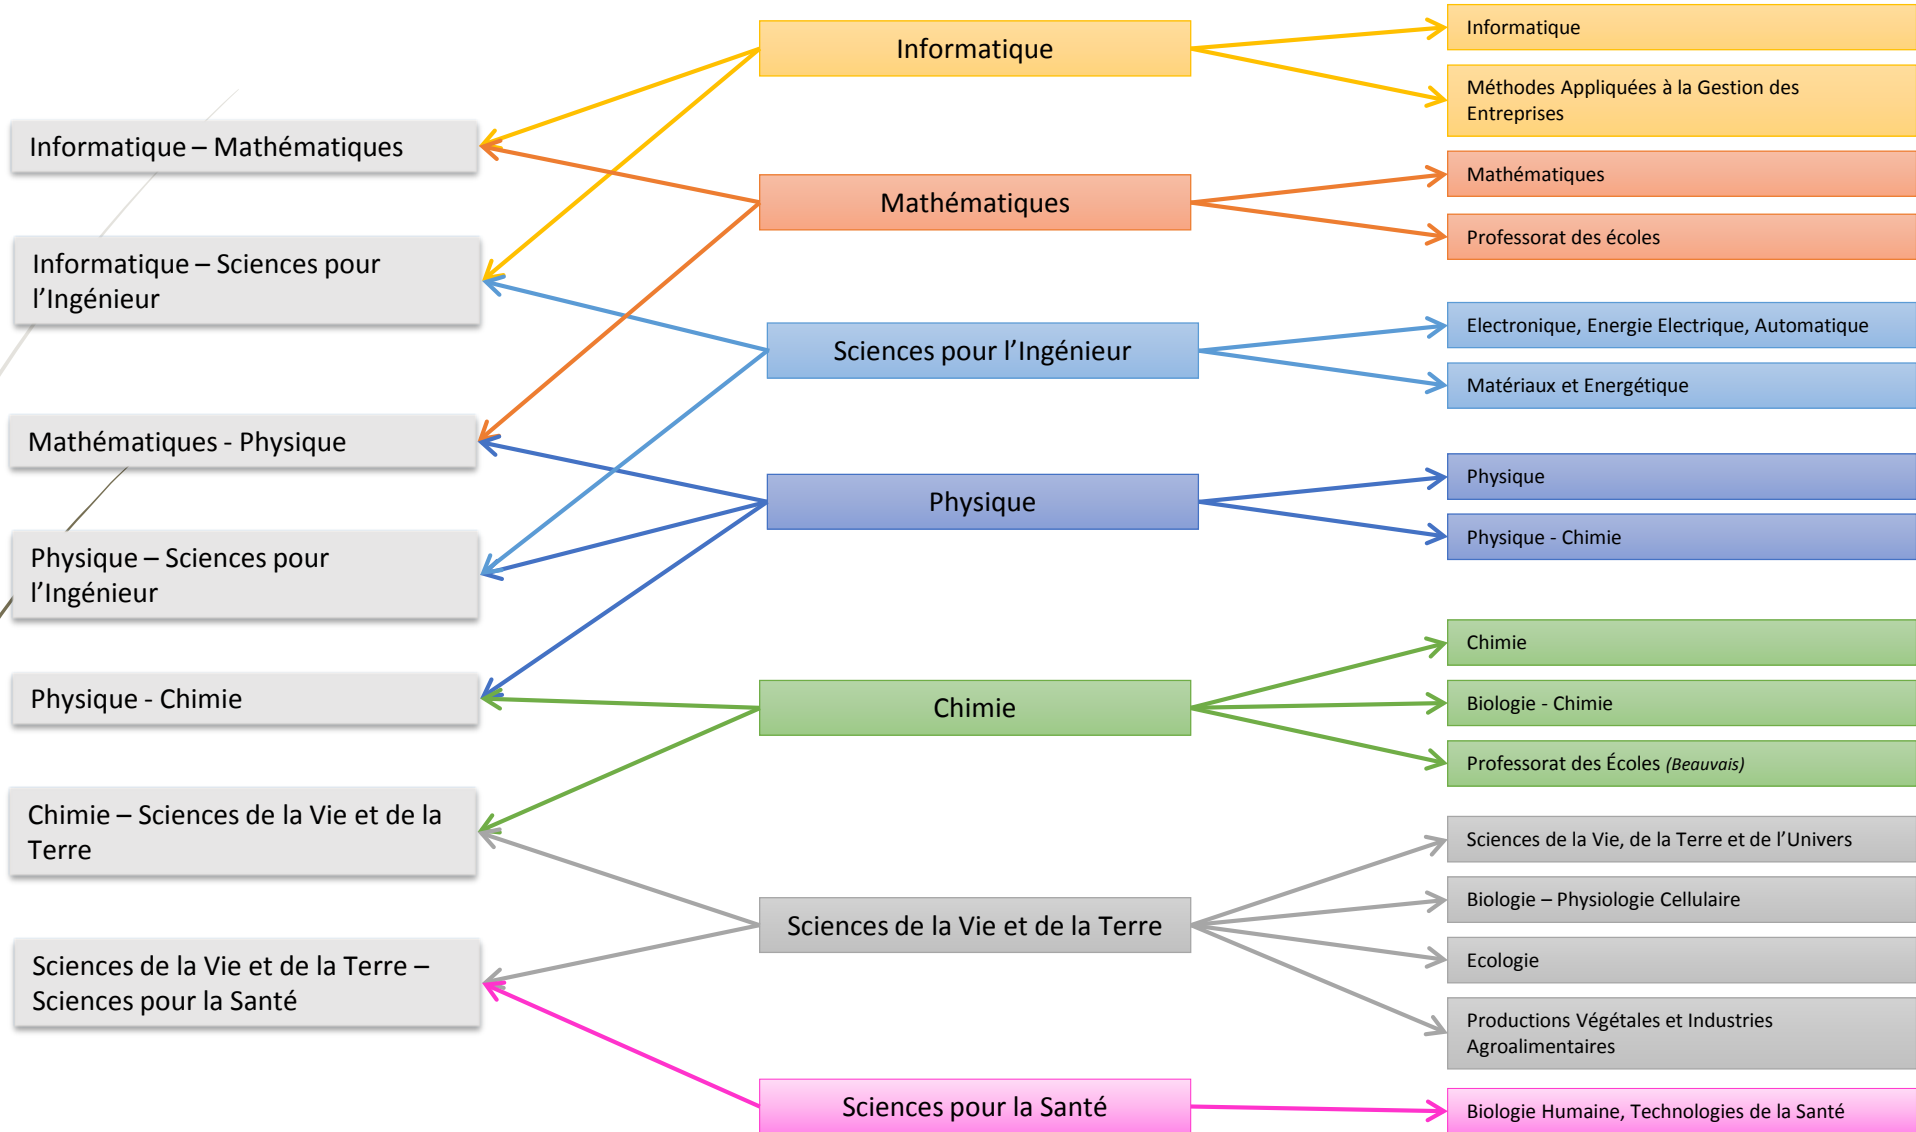 Informatique – Mathématiques
Informatique – Sciences pour
l’Ingénieur
Mathématiques - Physique
Physique – Sciences pour
l’Ingénieur
Physique - Chimie
Chimie – Sciences de la Vie et de la
Terre
Sciences de la Vie et de la Terre –
Sciences pour la Santé
Informatique
Mathématiques
Sciences pour l’Ingénieur
Physique
Chimie
Sciences de la Vie et de la Terre
Sciences pour la Santé
Informatique
Méthodes Appliquées à la Gestion des
Entreprises
Mathématiques
Professorat des écoles
Electronique, Energie Electrique, Automatique
Matériaux et Energétique
Physique
Physique - Chimie
Chimie
Biologie - Chimie
Professorat des Écoles (Beauvais)
Sciences de la Vie, de la Terre et de l’Univers
Biologie – Physiologie Cellulaire
Ecologie
Productions Végétales et Industries
Agroalimentaires
Biologie Humaine, Technologies de la Santé